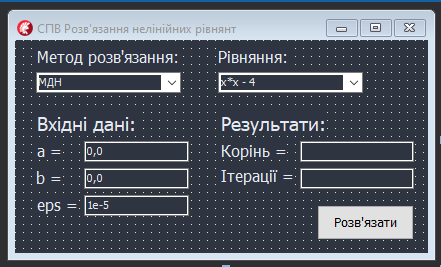 СПВ Розв'язання нелінійних рівнянт
Метод розв'язання:
Рівняння:
МДН
x*x - 4
Вхідні дані:
Результати:
a =
0,0
Корінь =
b =
0,0
Ітерації =
eps =
1e-5
Розв'язати